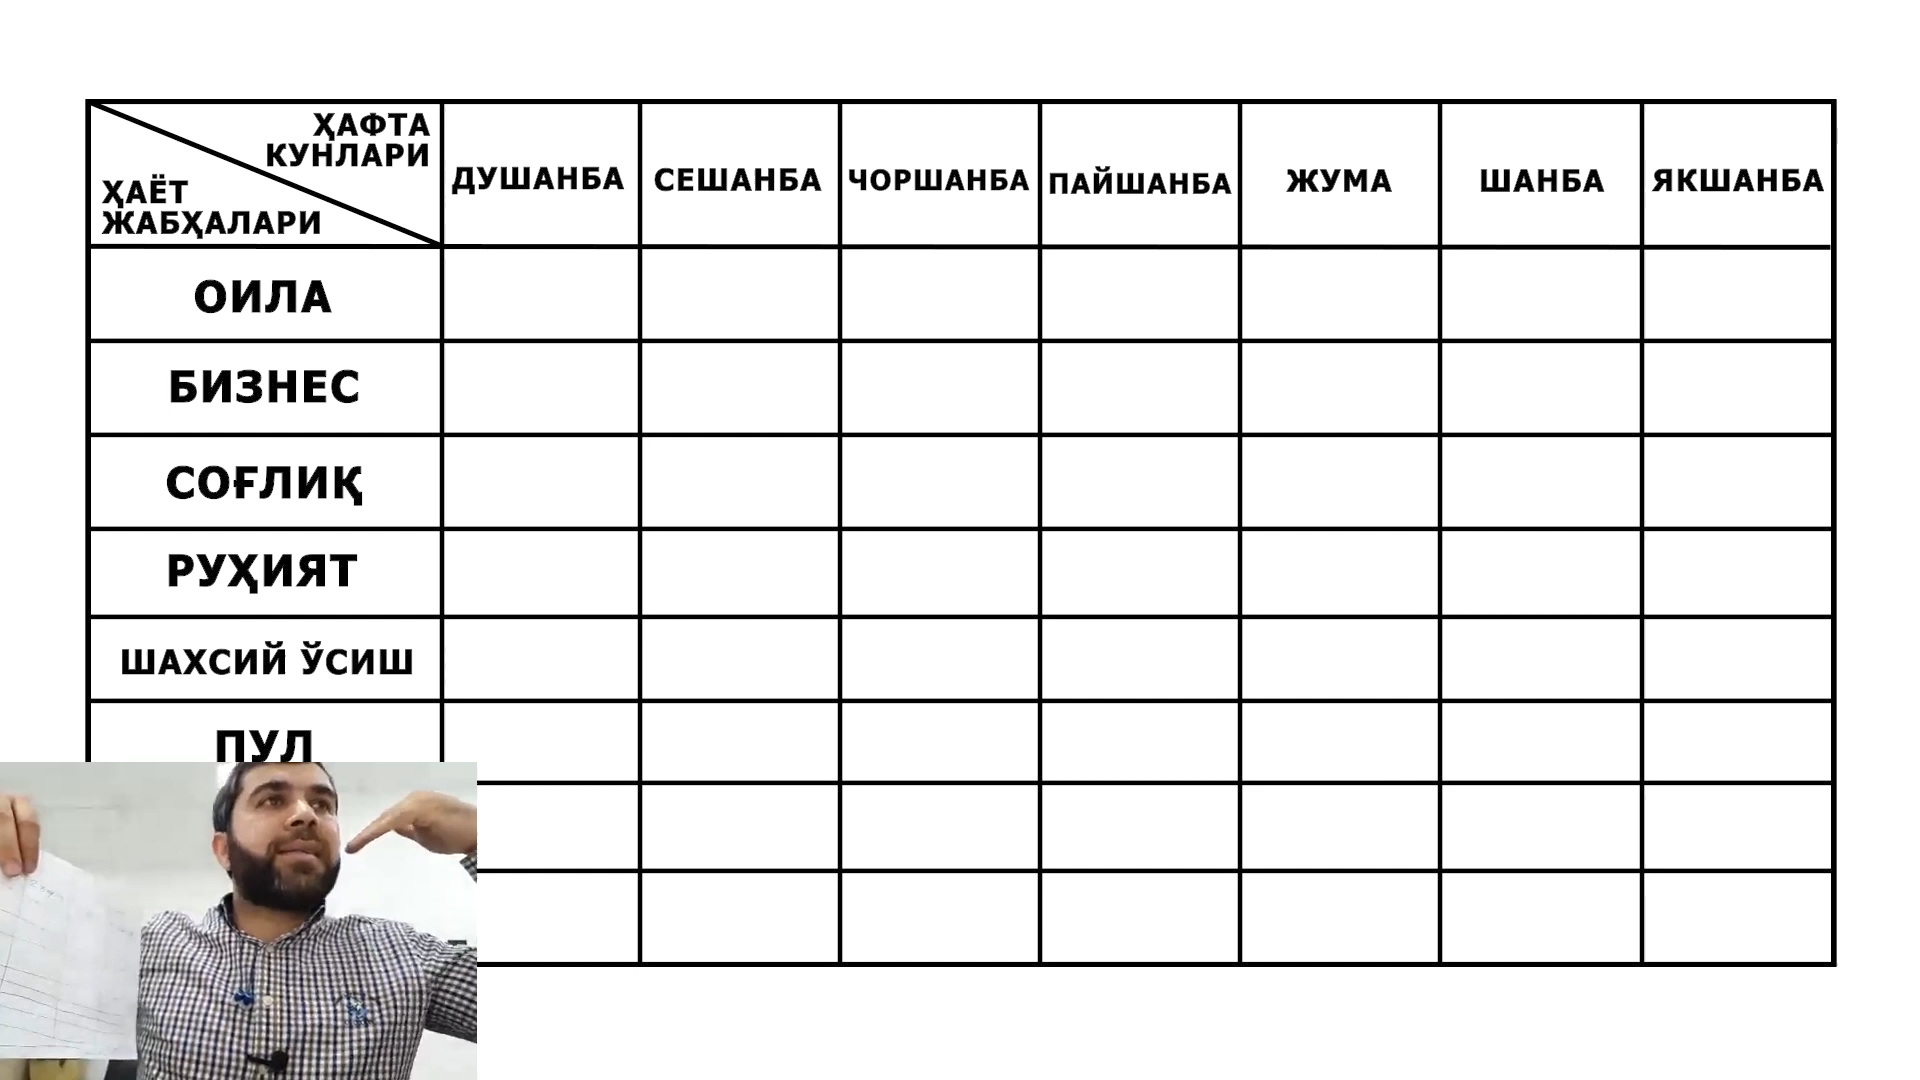 ҲАФТА
КУНЛАРИ
ҲАЁТ
ЖАБҲАЛАРИ
ДУШАНБА
СЕШАНБА
ЧОРШАНБА
ПАЙШАНБА
ЖУМА
ШАНБА
ЯКШАНБА
ОИЛА
БИЗНЕС
СОҒЛИҚ
РУҲИЯТ
ШАХСИЙ ЎСИШ
ПУЛ